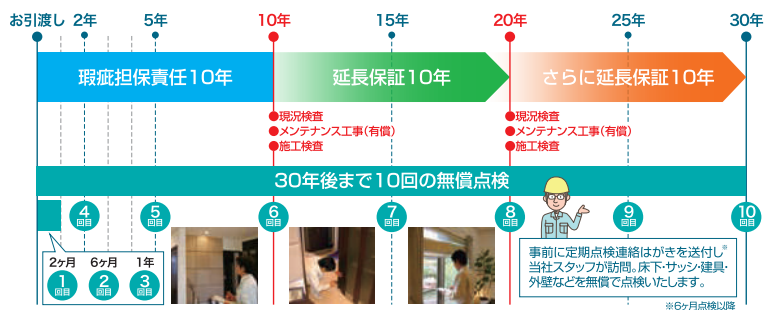 お引渡し 2年 5年 10年 15年 20年 25年 30年
瑕疵担保責任10年 延長保証10年 さらに延長保証10年
●現況検査
●メンテナンス工事(有償)
●施工検査
●現況検査
●メンテナンス工事(有償)
●施工検査
30年後まで10回の無償点検
4回目 5回目 6回目 7回目 8回目 9回目 10回目
2ヶ月 6ヶ月 1年
1回目 2回目 3回目
事前に定期点検連絡はがきを送付し※
当社スタッフが訪問。床下・サッシ・建具・
外壁などを無償で点検いたします。
※6ヶ月点検以降